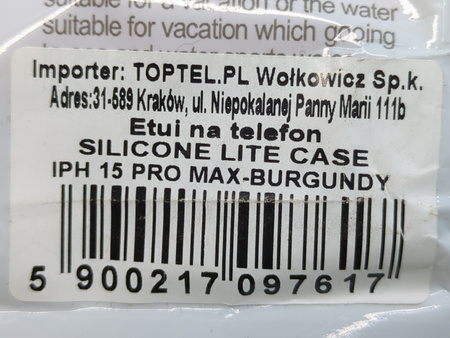 suitable for a vacation or the water
suitable for vacation which going
Importer: TOPTEL.PL Wołkowicz Sp.k.
Adres:31-589 Kraków, ul. Niepokalanej Panny Marii 111b
Etui na telefon
SILICONE LITE CASE
IPH 15 PRO MAX-BURGUNDY
5 900217 097617